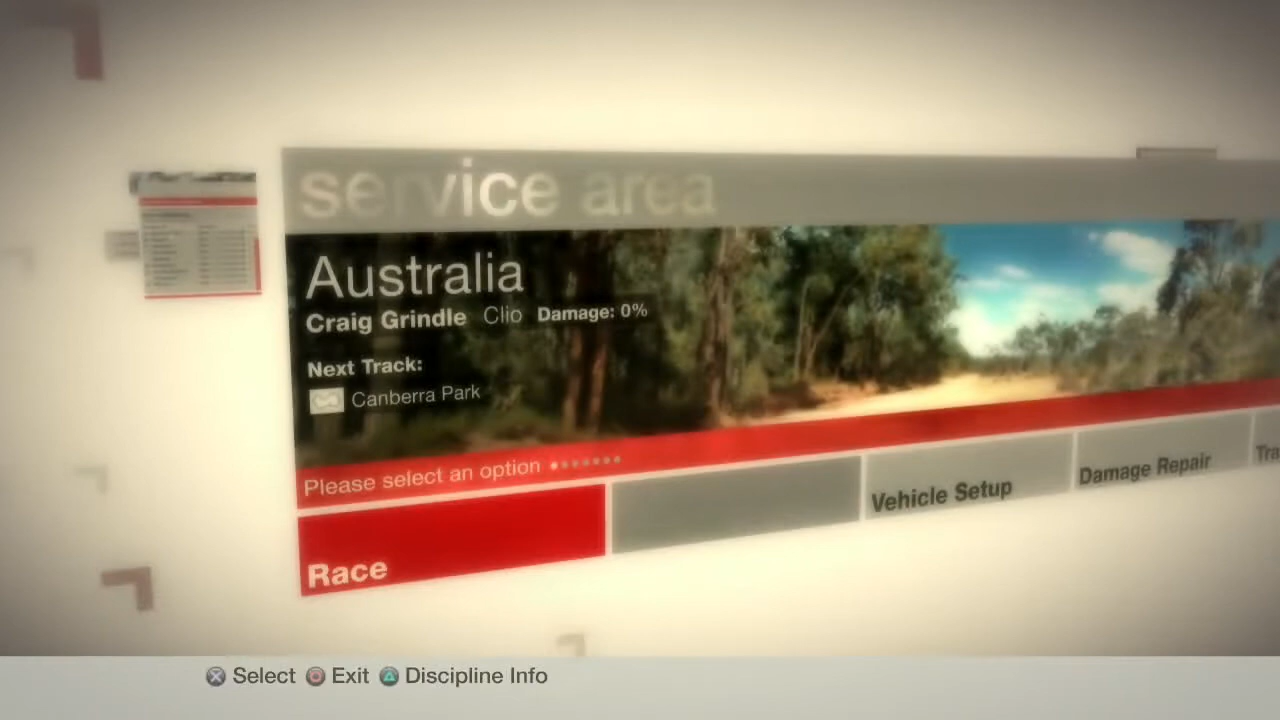 service area
Australia
Craig Grindle Clio Damage: 0%
Next Track:
Canberra Park
Please select an option
Race
Vehicle Setup
Damage Repair
Select Exit Discipline Info